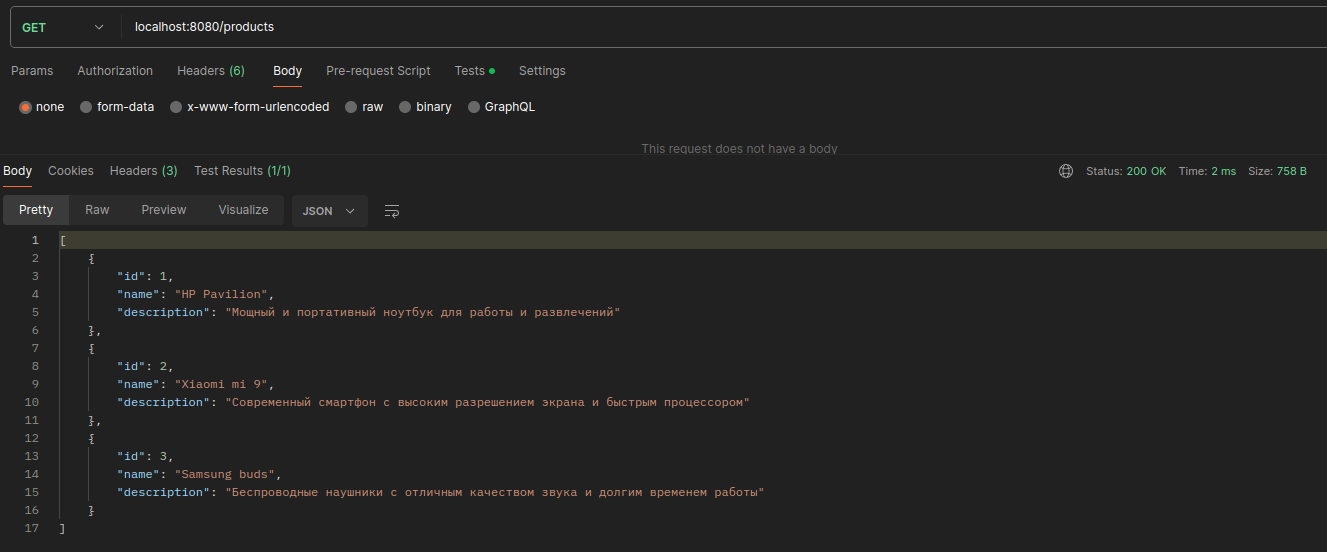 GET localhost:8080/products
Params Authorization Headers (6) Body Pre-request Script Tests Settings
none form-data x-www-form-urlencoded raw binary GraphQL
This request does not have a body
Body Cookies Headers (3) Test Results (1/1) Status: 200 OK Time: 2 ms Size: 758 B
Pretty Raw Preview Visualize JSON
1 [
2 {
3 "id": 1,
4 "name": "HP Pavilion",
5 "description": "Мощный и портативный ноутбук для работы и развлечений"
6 },
7 {
8 "id": 2,
9 "name": "Xiaomi mi 9",
10 "description": "Современный смартфон с высоким разрешением экрана и быстрым процессором"
11 },
12 {
13 "id": 3,
14 "name": "Samsung buds",
15 "description": "Беспроводные наушники с отличным качеством звука и долгим временем работы"
16 }
17 ]